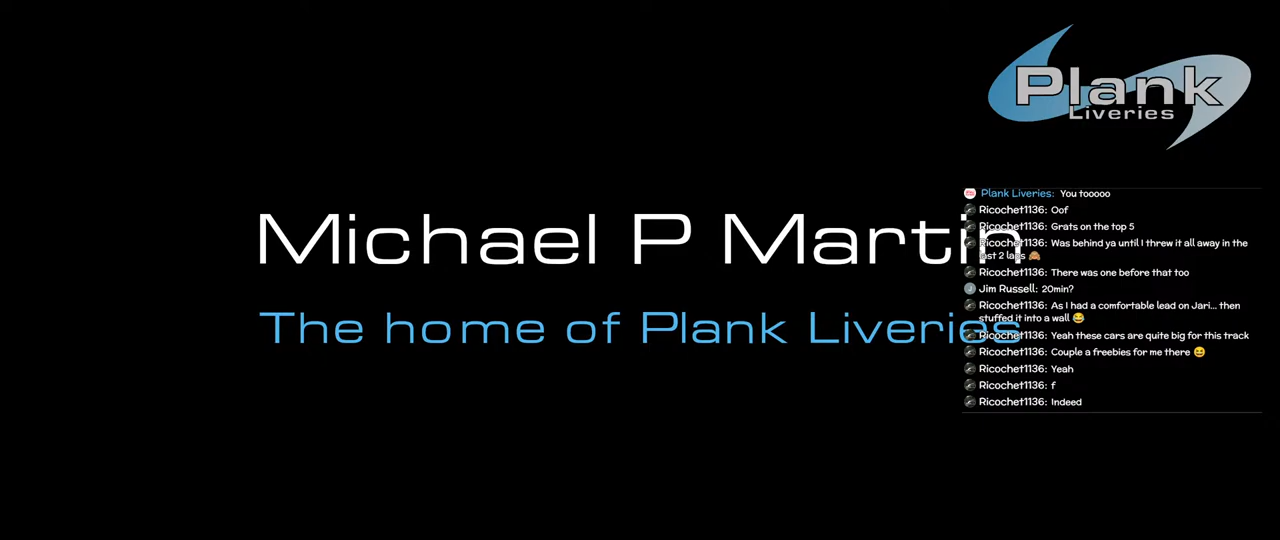 Plank
Liveries
Michael P Martin
The home of Plank Liveries
Plank Liveries: You tooooo
Ricochet1136: Oof
Ricochet1136: Grats on the top 5
Ricochet1136: Was behind ya until I threw it all away in the
last 2 laps 🙈
Ricochet1136: There was one before that too
Jim Russell: 20min?
Ricochet1136: As I had a comfortable lead on Jari... then
stuffed it into a wall 😂
Ricochet1136: Yeah these cars are quite big for this track
Ricochet1136: Couple a freebies for me there 😆
Ricochet1136: Yeah
Ricochet1136: f
Ricochet1136: Indeed